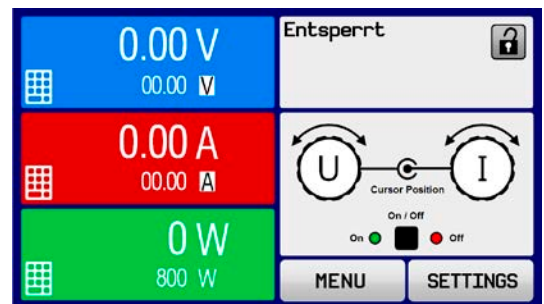 0.00 V
00.00 V
0.00 A
00.00 A
0 W
800 W
Entsperrt
U
I
Cursor Position
On / Off
On
Off
MENU
SETTINGS